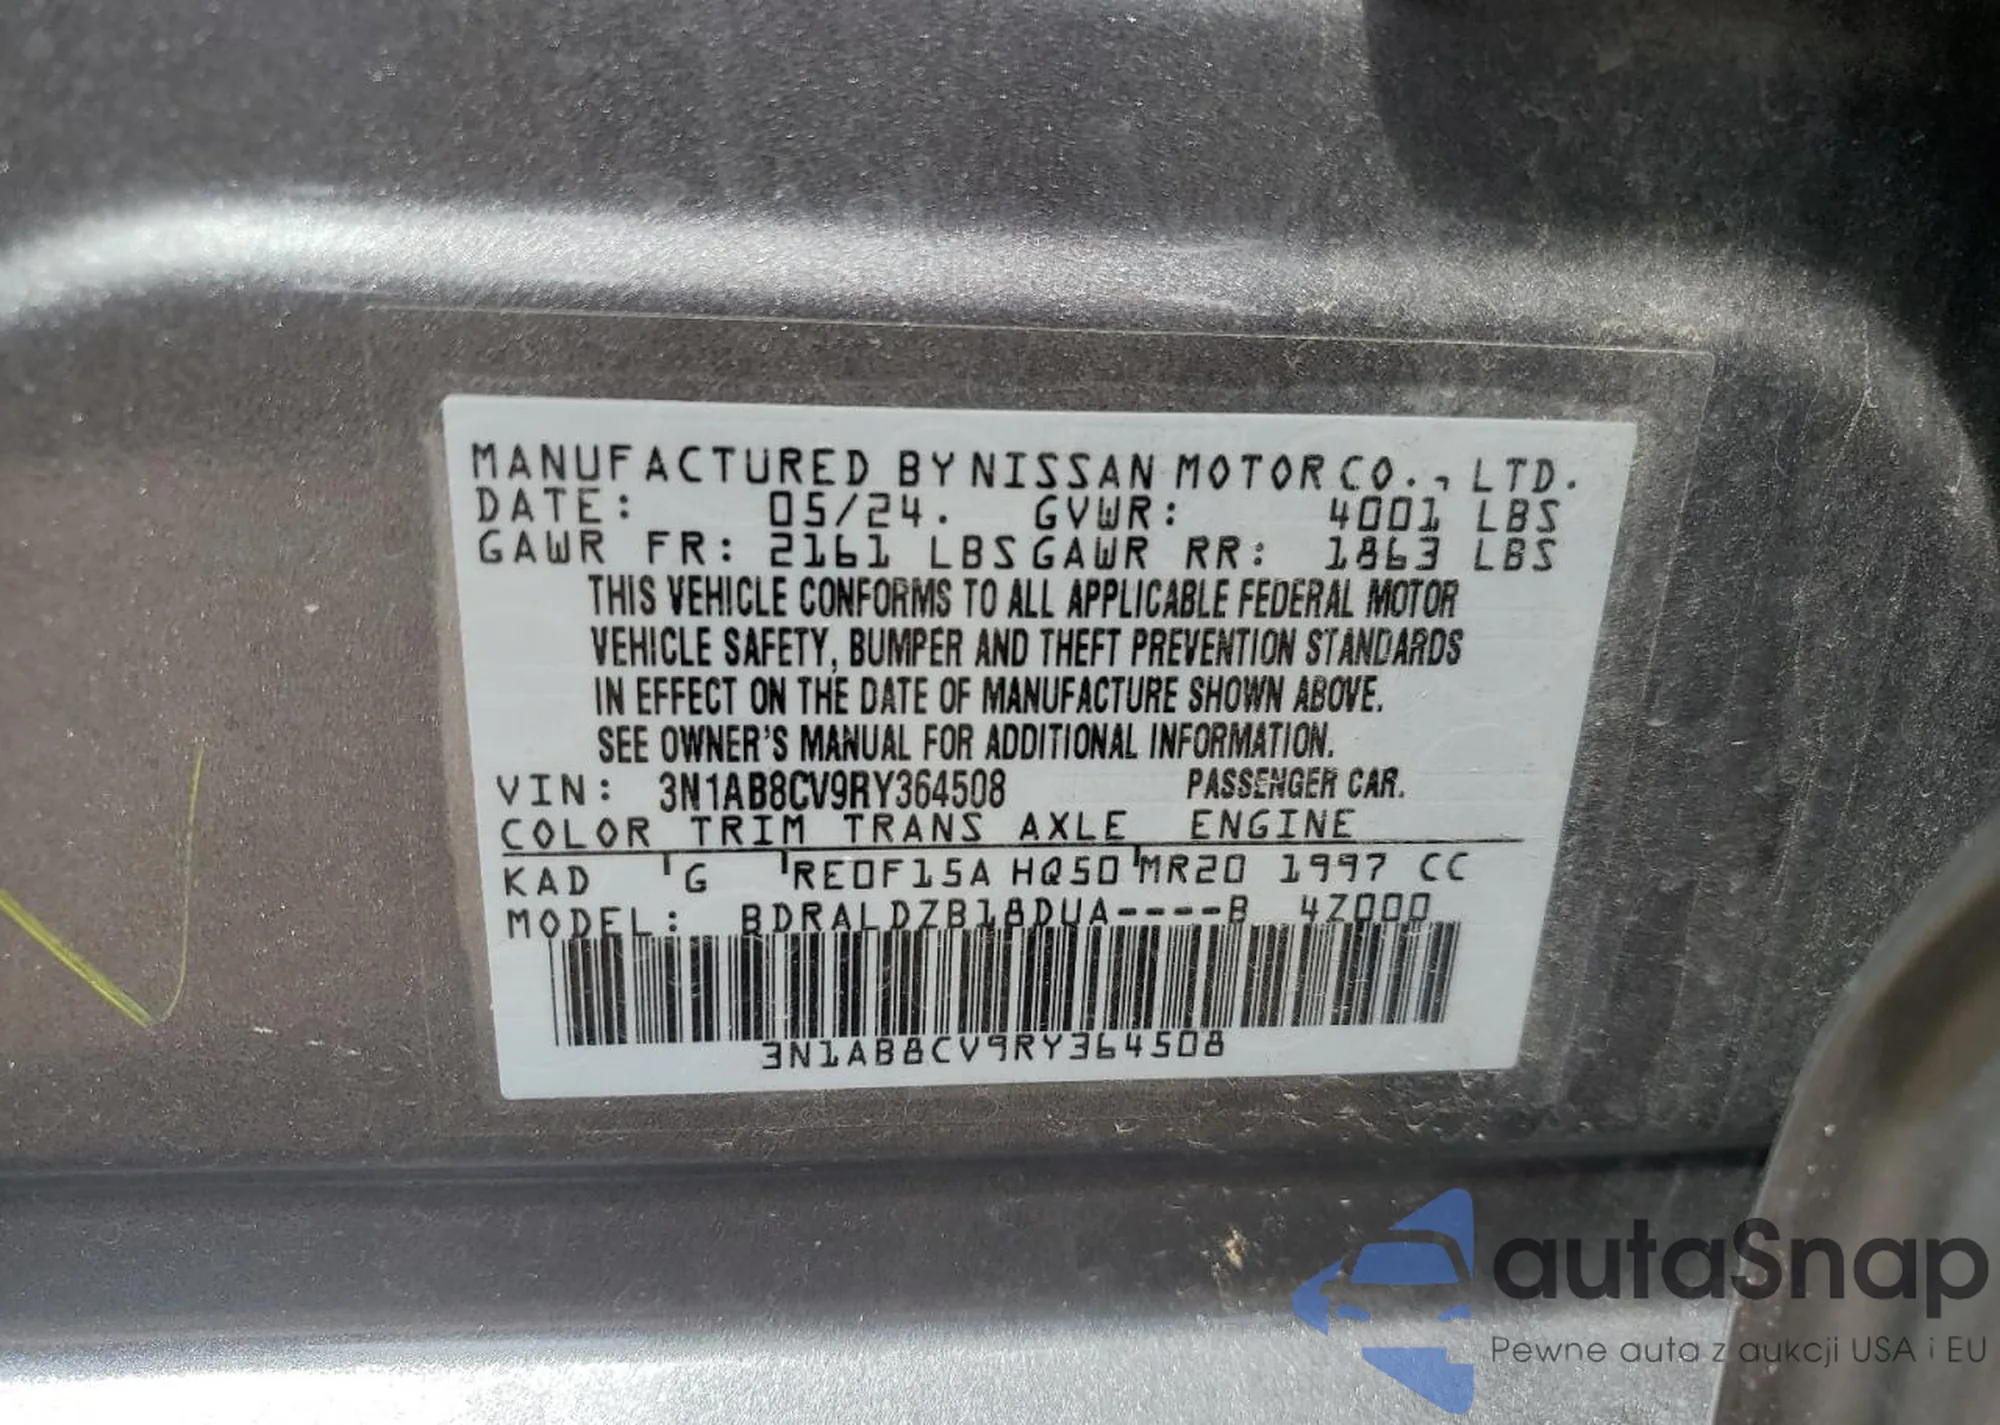 MANUFACTURED BY NISSAN MOTOR CO., LTD.
DATE: 05/24. GVWR: 4001 LBS
GAWR FR: 2161 LBS GAWR RR: 1863 LBS
THIS VEHICLE CONFORMS TO ALL APPLICABLE FEDERAL MOTOR
VEHICLE SAFETY, BUMPER AND THEFT PREVENTION STANDARDS
IN EFFECT ON THE DATE OF MANUFACTURE SHOWN ABOVE.
SEE OWNER'S MANUAL FOR ADDITIONAL INFORMATION.
VIN: 3N1AB8CV9RY364508 PASSENGER CAR.
COLOR TRIM TRANS AXLE ENGINE
KAD G RE0F15A HQ50 MR20 1997 CC
MODEL: BDRALDZB18DUA----B 4Z000
3N1AB8CV9RY364508
autaSnap
Pewne auta z aukcji USA i EU